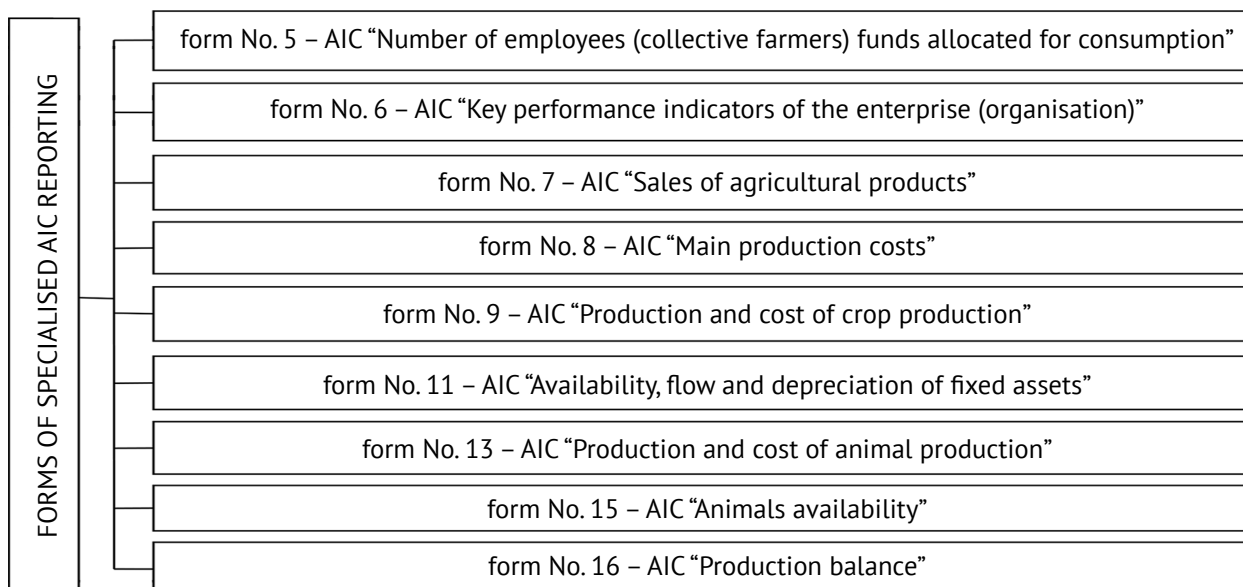 FORMS OF SPECIALISED AIC REPORTING
form No. 5 – AIC “Number of employees (collective farmers) funds allocated for consumption”
form No. 6 – AIC “Key performance indicators of the enterprise (organisation)”
form No. 7 – AIC “Sales of agricultural products”
form No. 8 – AIC “Main production costs”
form No. 9 – AIC “Production and cost of crop production”
form No. 11 – AIC “Availability, flow and depreciation of fixed assets”
form No. 13 – AIC “Production and cost of animal production”
form No. 15 – AIC “Animals availability”
form No. 16 – AIC “Production balance”